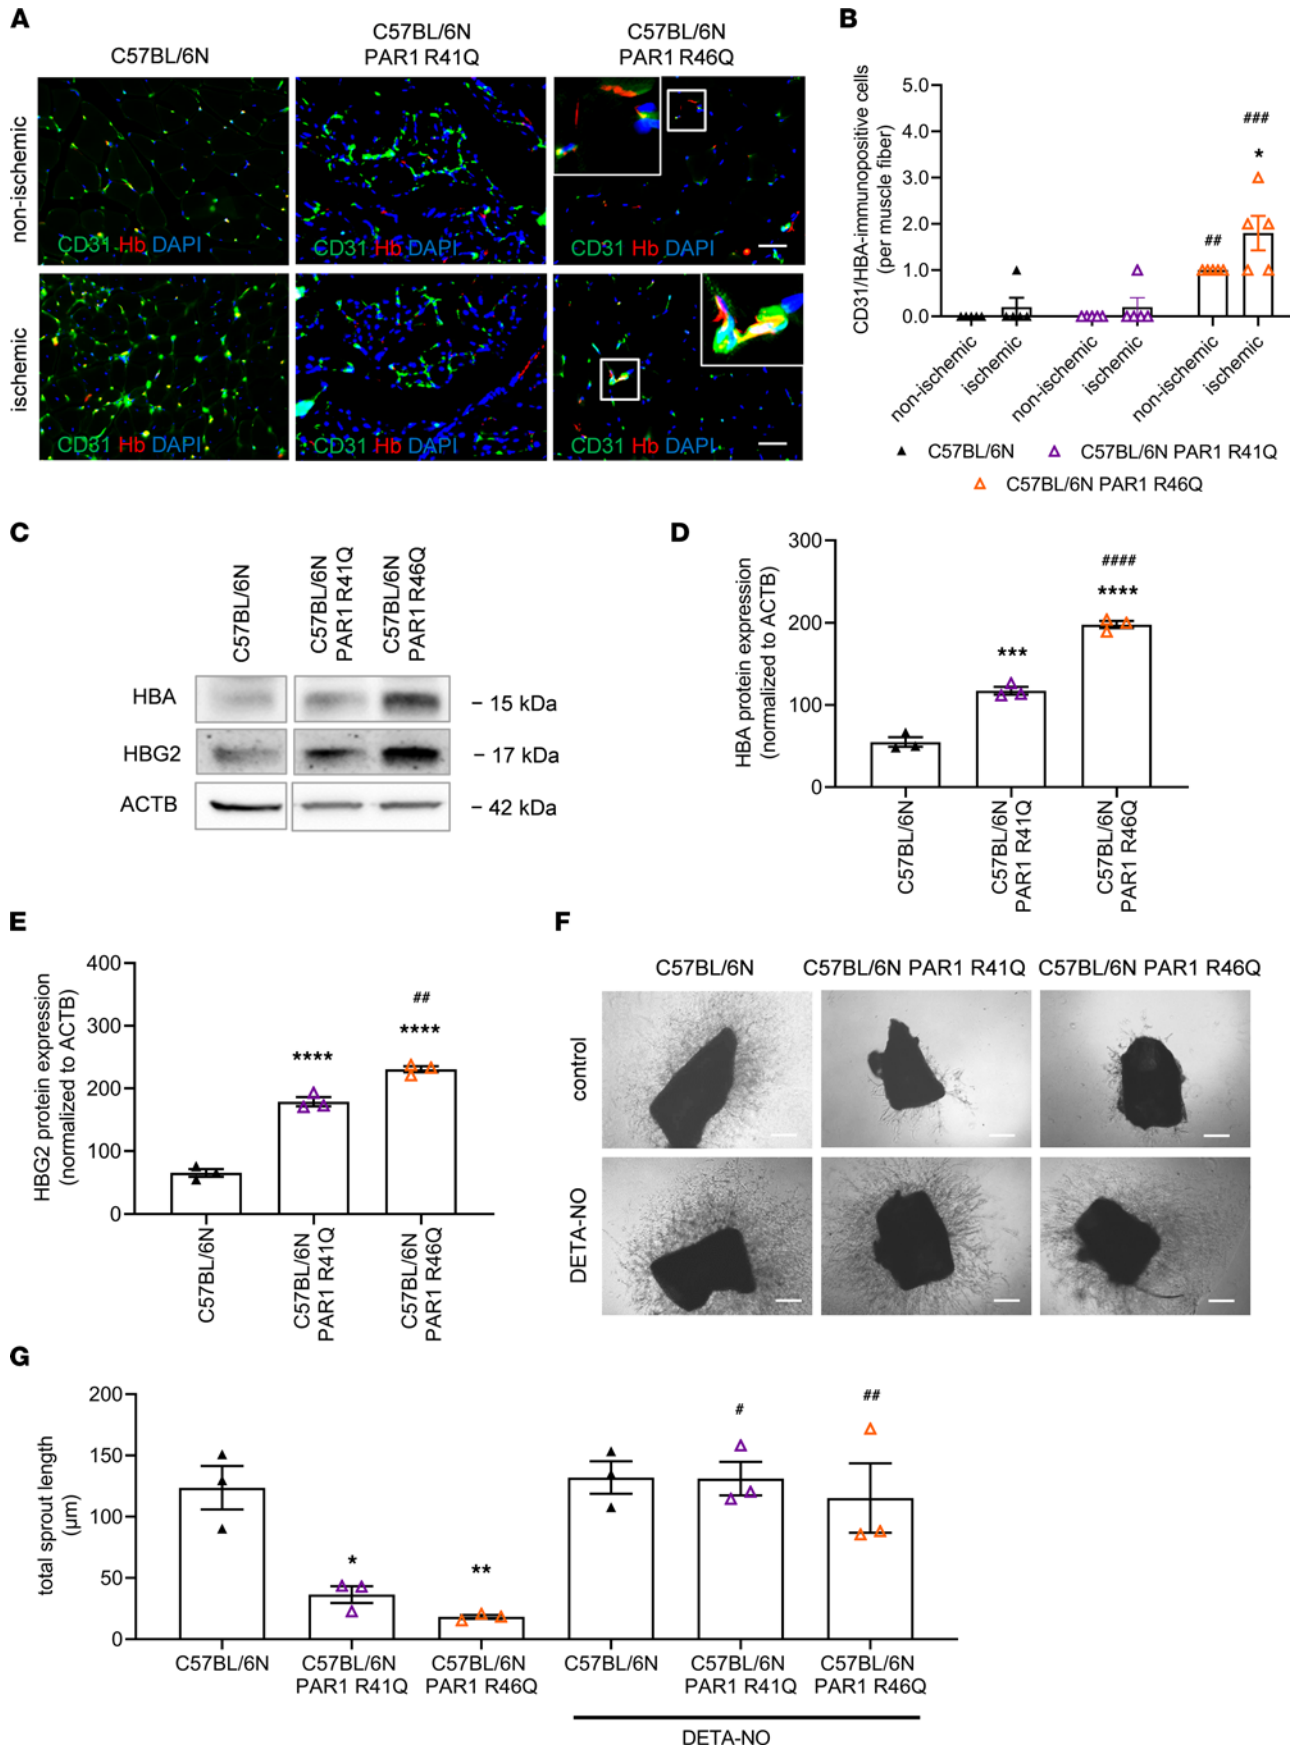 A
C57BL/6N
C57BL/6N
PAR1 R41Q
C57BL/6N
PAR1 R46Q
non-ischemic
CD31 Hb DAPI
CD31 Hb DAPI
CD31 Hb DAPI
ischemic
CD31 Hb DAPI
CD31 Hb DAPI
CD31 Hb DAPI
B
CD31/HBA-immunopositive cells
(per muscle fiber)
5.0
4.0
3.0
2.0
1.0
0.0
##
###
*
non-ischemic
ischemic
non-ischemic
ischemic
non-ischemic
ischemic
▲ C57BL/6N
△ C57BL/6N PAR1 R41Q
△ C57BL/6N PAR1 R46Q
C
C57BL/6N
C57BL/6N
PAR1 R41Q
C57BL/6N
PAR1 R46Q
HBA
– 15 kDa
HBG2
– 17 kDa
ACTB
– 42 kDa
D
HBA protein expression
(normalized to ACTB)
300
200
100
0
***
####
****
C57BL/6N
C57BL/6N
PAR1 R41Q
C57BL/6N
PAR1 R46Q
E
HBG2 protein expression
(normalized to ACTB)
400
300
200
100
0
****
##
****
C57BL/6N
C57BL/6N
PAR1 R41Q
C57BL/6N
PAR1 R46Q
F
C57BL/6N
C57BL/6N PAR1 R41Q
C57BL/6N PAR1 R46Q
control
DETA-NO
G
total sprout length
(µm)
200
150
100
50
0
*
**
#
##
C57BL/6N
C57BL/6N
PAR1 R41Q
C57BL/6N
PAR1 R46Q
C57BL/6N
C57BL/6N
PAR1 R41Q
C57BL/6N
PAR1 R46Q
DETA-NO